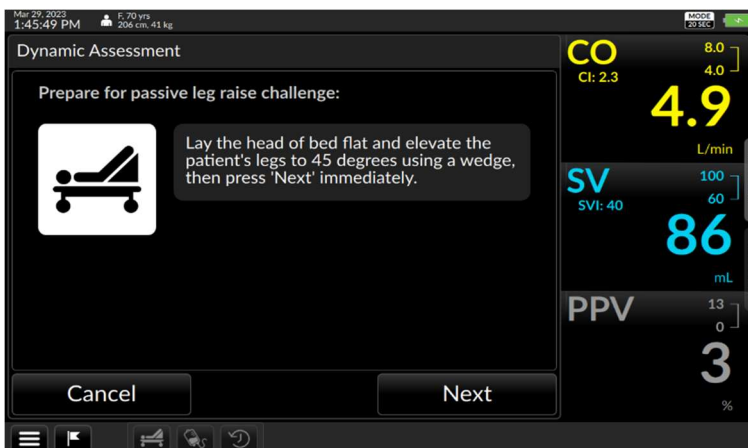 Mar 29, 2023
1:45:49 PM
F, 70 yrs
206 cm, 41 kg
MODE
20 SEC
Dynamic Assessment
Prepare for passive leg raise challenge:
Lay the head of bed flat and elevate the
patient's legs to 45 degrees using a wedge,
then press 'Next' immediately.
Cancel
Next
CO
CI: 2.3
8.0
4.0
4.9
L/min
SV
SVI: 40
100
60
86
mL
PPV
13
0
3
%